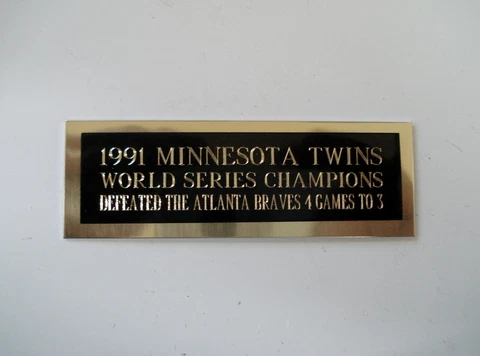 1991 MINNESOTA TWINS
WORLD SERIES CHAMPIONS
DEFEATED THE ATLANTA BRAVES 4 GAMES TO 3